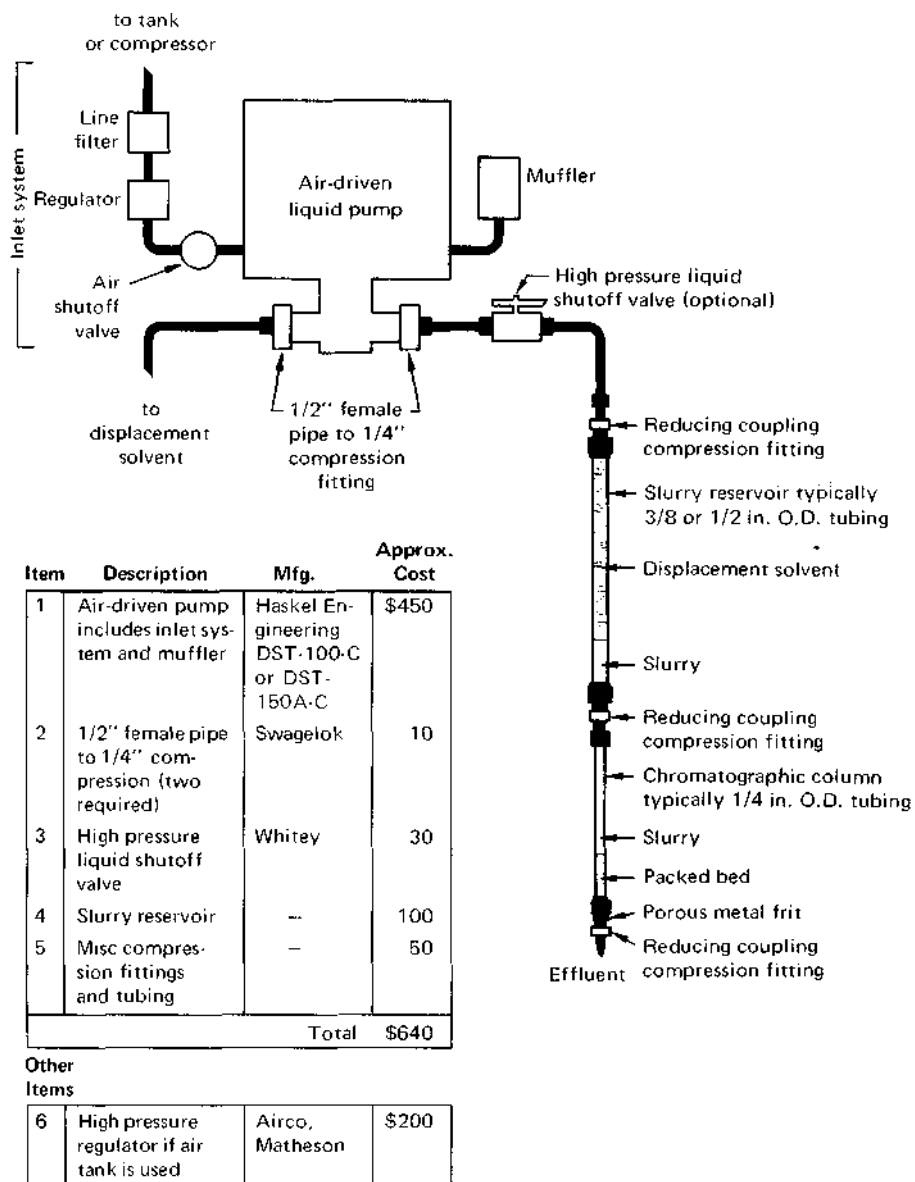 to tank
or compressor
Inlet system
Line
filter
Regulator
Air
shutoff
valve
Air-driven
liquid pump
Muffler
High pressure liquid
shutoff valve (optional)
to
displacement
solvent
1/2" female
pipe to 1/4"
compression
fitting
Reducing coupling
compression fitting
Slurry reservoir typically
3/8 or 1/2 in. O.D. tubing
Displacement solvent
Slurry
Reducing coupling
compression fitting
Chromatographic column
typically 1/4 in. O.D. tubing
Slurry
Packed bed
Porous metal frit
Reducing coupling
compression fitting
Effluent
Approx.
Item Description Mfg. Cost
1 Air-driven pump Haskel En- $450
includes inlet sys- gineering
tem and muffler DST-100-C
or DST-
150A-C
2 1/2" female pipe Swagelok 10
to 1/4" com-
pression (two
required)
3 High pressure Whitey 30
liquid shutoff
valve
4 Slurry reservoir – 100
5 Misc compres- – 50
sion fittings
and tubing
Total $640
Other
Items
6 High pressure Airco, $200
regulator if air Matheson
tank is used